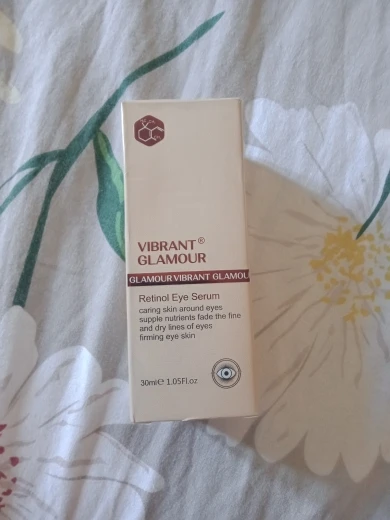 VIBRANT®
GLAMOUR
GLAMOUR VIBRANT GLAMOU
Retinol Eye Serum
caring skin around eyes
supple nutrients fade the fine
and dry lines of eyes
firming eye skin
30ml℮ 1.05Fl.oz